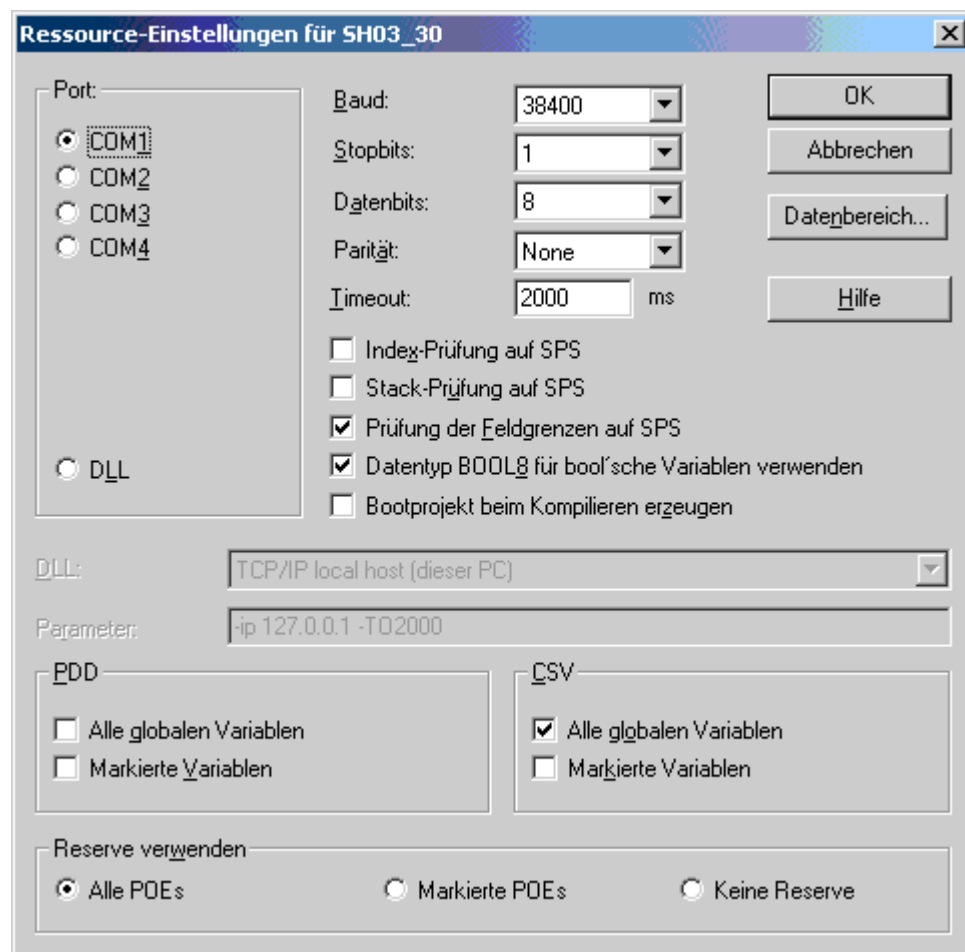 Ressource-Einstellungen für SH03_30
Port:
COM1
COM2
COM3
COM4
DLL
Baud:
38400
Stopbits:
1
Datenbits:
8
Parität:
None
Timeout:
2000
ms
OK
Abbrechen
Datenbereich...
Hilfe
Index-Prüfung auf SPS
Stack-Prüfung auf SPS
Prüfung der Feldgrenzen auf SPS
Datentyp BOOL8 für bool´sche Variablen verwenden
Bootprojekt beim Kompilieren erzeugen
DLL:
TCP/IP local host (dieser PC)
Parameter:
-ip 127.0.0.1 -TO2000
PDD
Alle globalen Variablen
Markierte Variablen
CSV
Alle globalen Variablen
Markierte Variablen
Reserve verwenden
Alle POEs
Markierte POEs
Keine Reserve